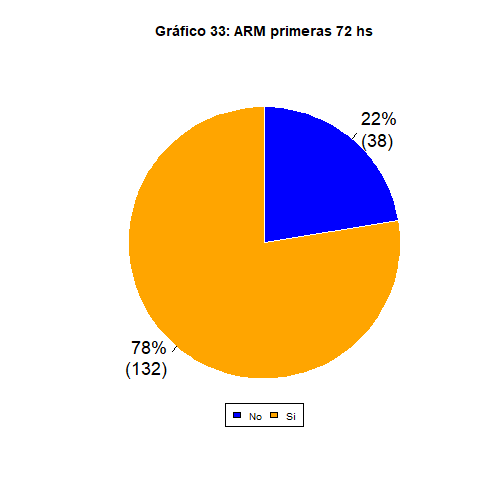 Gráfico 33: ARM primeras 72 hs
22%
(38)
78%
(132)
No Si